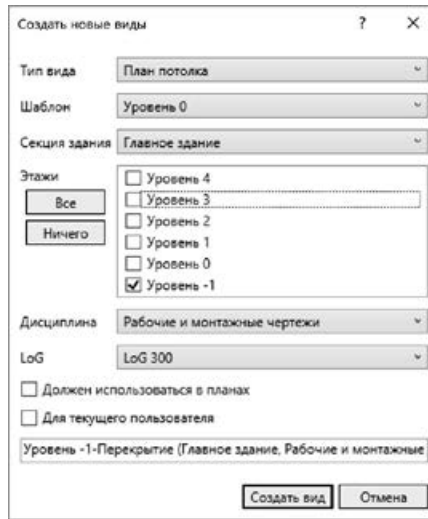 Создать новые виды ?
Тип вида План потолка
Шаблон Уровень 0
Секция здания Главное здание
Этажи
Все
Ничего
Уровень 4
Уровень 3
Уровень 2
Уровень 1
Уровень 0
Уровень -1
Дисциплина Рабочие и монтажные чертежи
LoG LoG 300
Должен использоваться в планах
Для текущего пользователя
Уровень -1-Перекрытие (Главное здание, Рабочие и монтажные
Создать вид Отмена